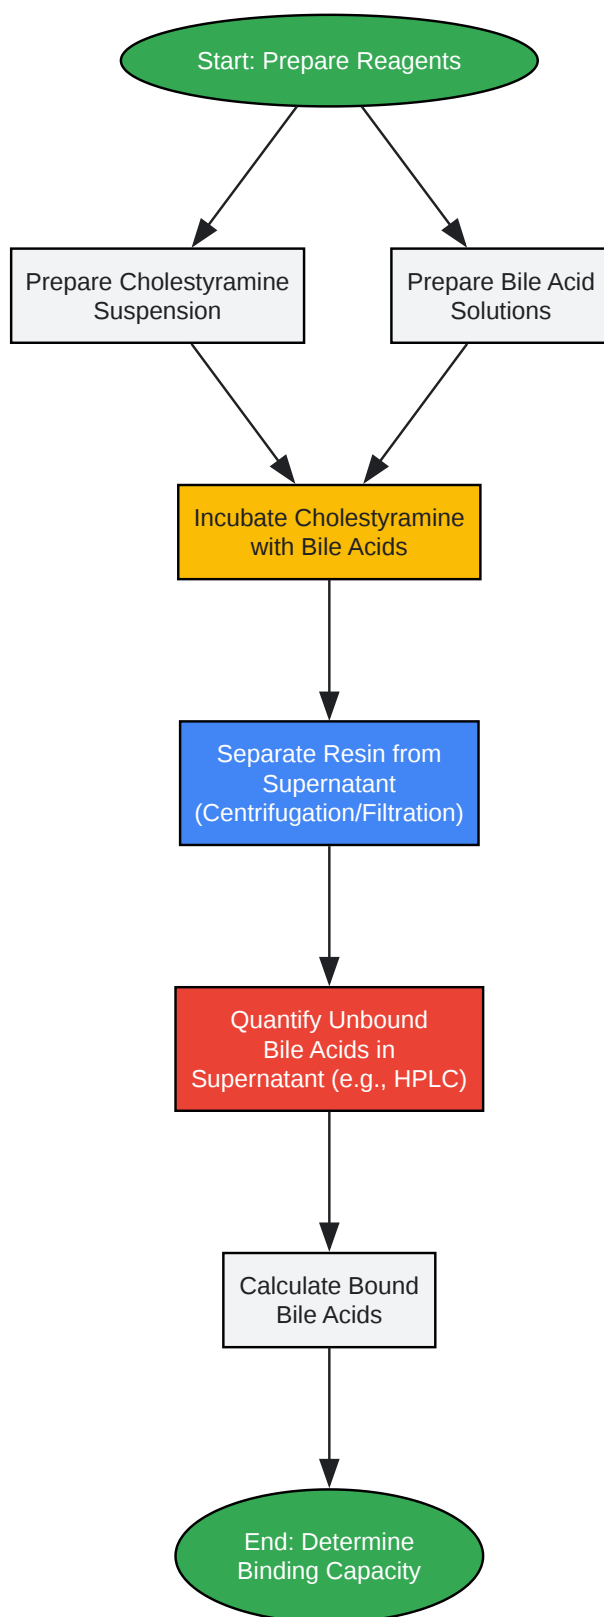 Start: Prepare Reagents
Prepare Cholestyramine
Suspension
Prepare Bile Acid
Solutions
Incubate Cholestyramine
with Bile Acids
Separate Resin from
Supernatant
(Centrifugation/Filtration)
Quantify Unbound
Bile Acids in
Supernatant (e.g., HPLC)
Calculate Bound
Bile Acids
End: Determine
Binding Capacity